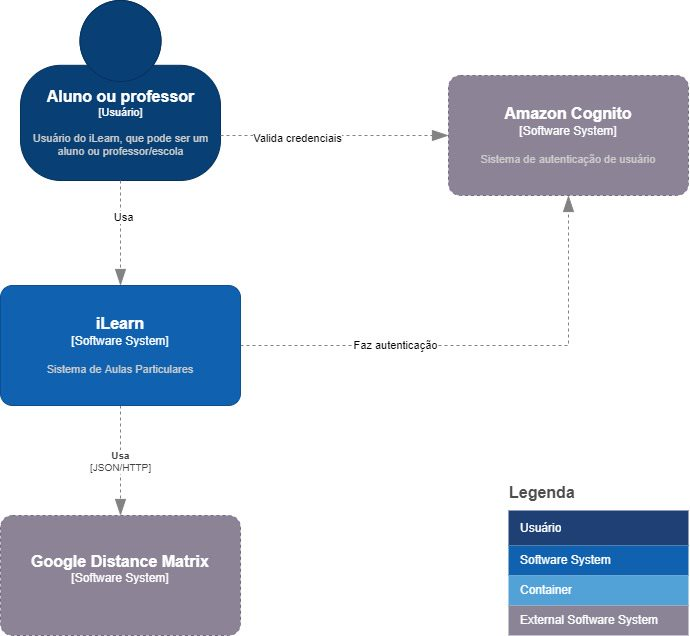 Aluno ou professor
[Usuário]
Usuário do iLearn, que pode ser um
aluno ou professor/escola
Valida credenciais
Amazon Cognito
[Software System]
Sistema de autenticação de usuário
Usa
iLearn
[Software System]
Sistema de Aulas Particulares
Faz autenticação
Usa
[JSON/HTTP]
Google Distance Matrix
[Software System]
Legenda
Usuário
Software System
Container
External Software System